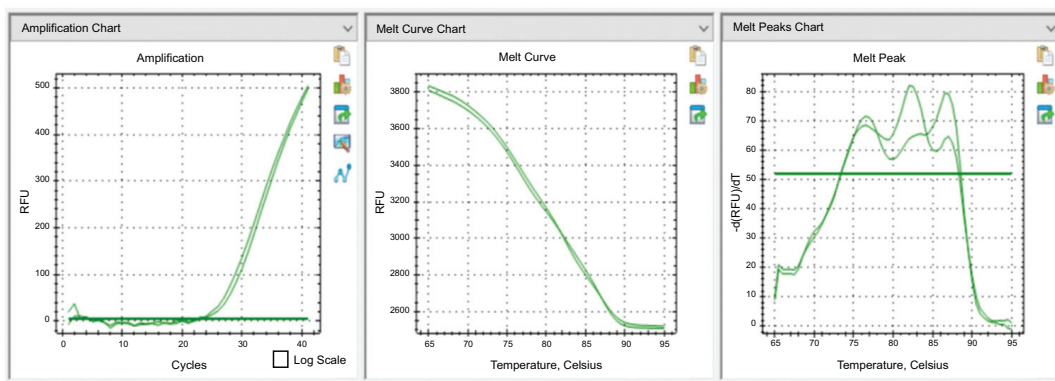 Amplification Chart
Amplification
500
400
300
200
100
0
RFU
0 10 20 30 40
Cycles
Log Scale
Melt Curve Chart
Melt Curve
3800
3600
3400
3200
3000
2800
2600
RFU
65 70 75 80 85 90 95
Temperature, Celsius
Melt Peaks Chart
Melt Peak
80
70
60
50
40
30
20
10
0
-d(RFU)/dT
65 70 75 80 85 90 95
Temperature, Celsius